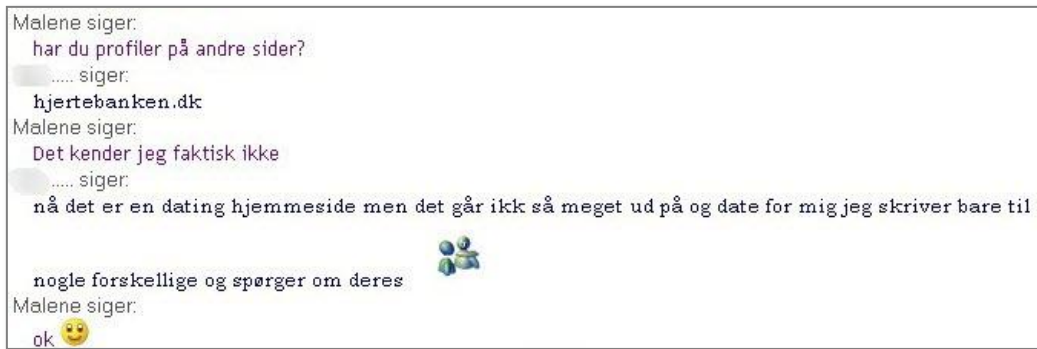 Malene siger:
har du profiler på andre sider?
..... siger:
hjertebanken.dk
Malene siger:
Det kender jeg faktisk ikke
..... siger:
nå det er en dating hjemmeside men det går ikk så meget ud på og date for mig jeg skriver bare til
nogle forskellige og spørger om deres
Malene siger:
ok